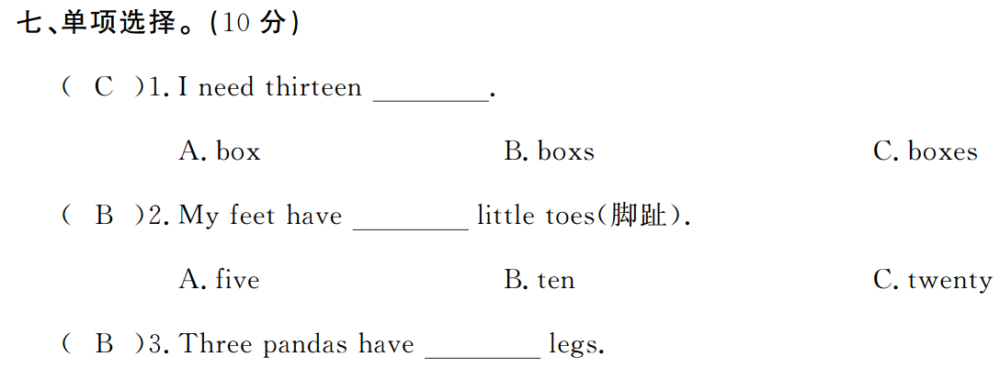 七、单项选择。(10 分)
( C )1. I need thirteen ________.
A. box B. boxs C. boxes
( B )2. My feet have ________ little toes(脚趾).
A. five B. ten C. twenty
( B )3. Three pandas have ________ legs.